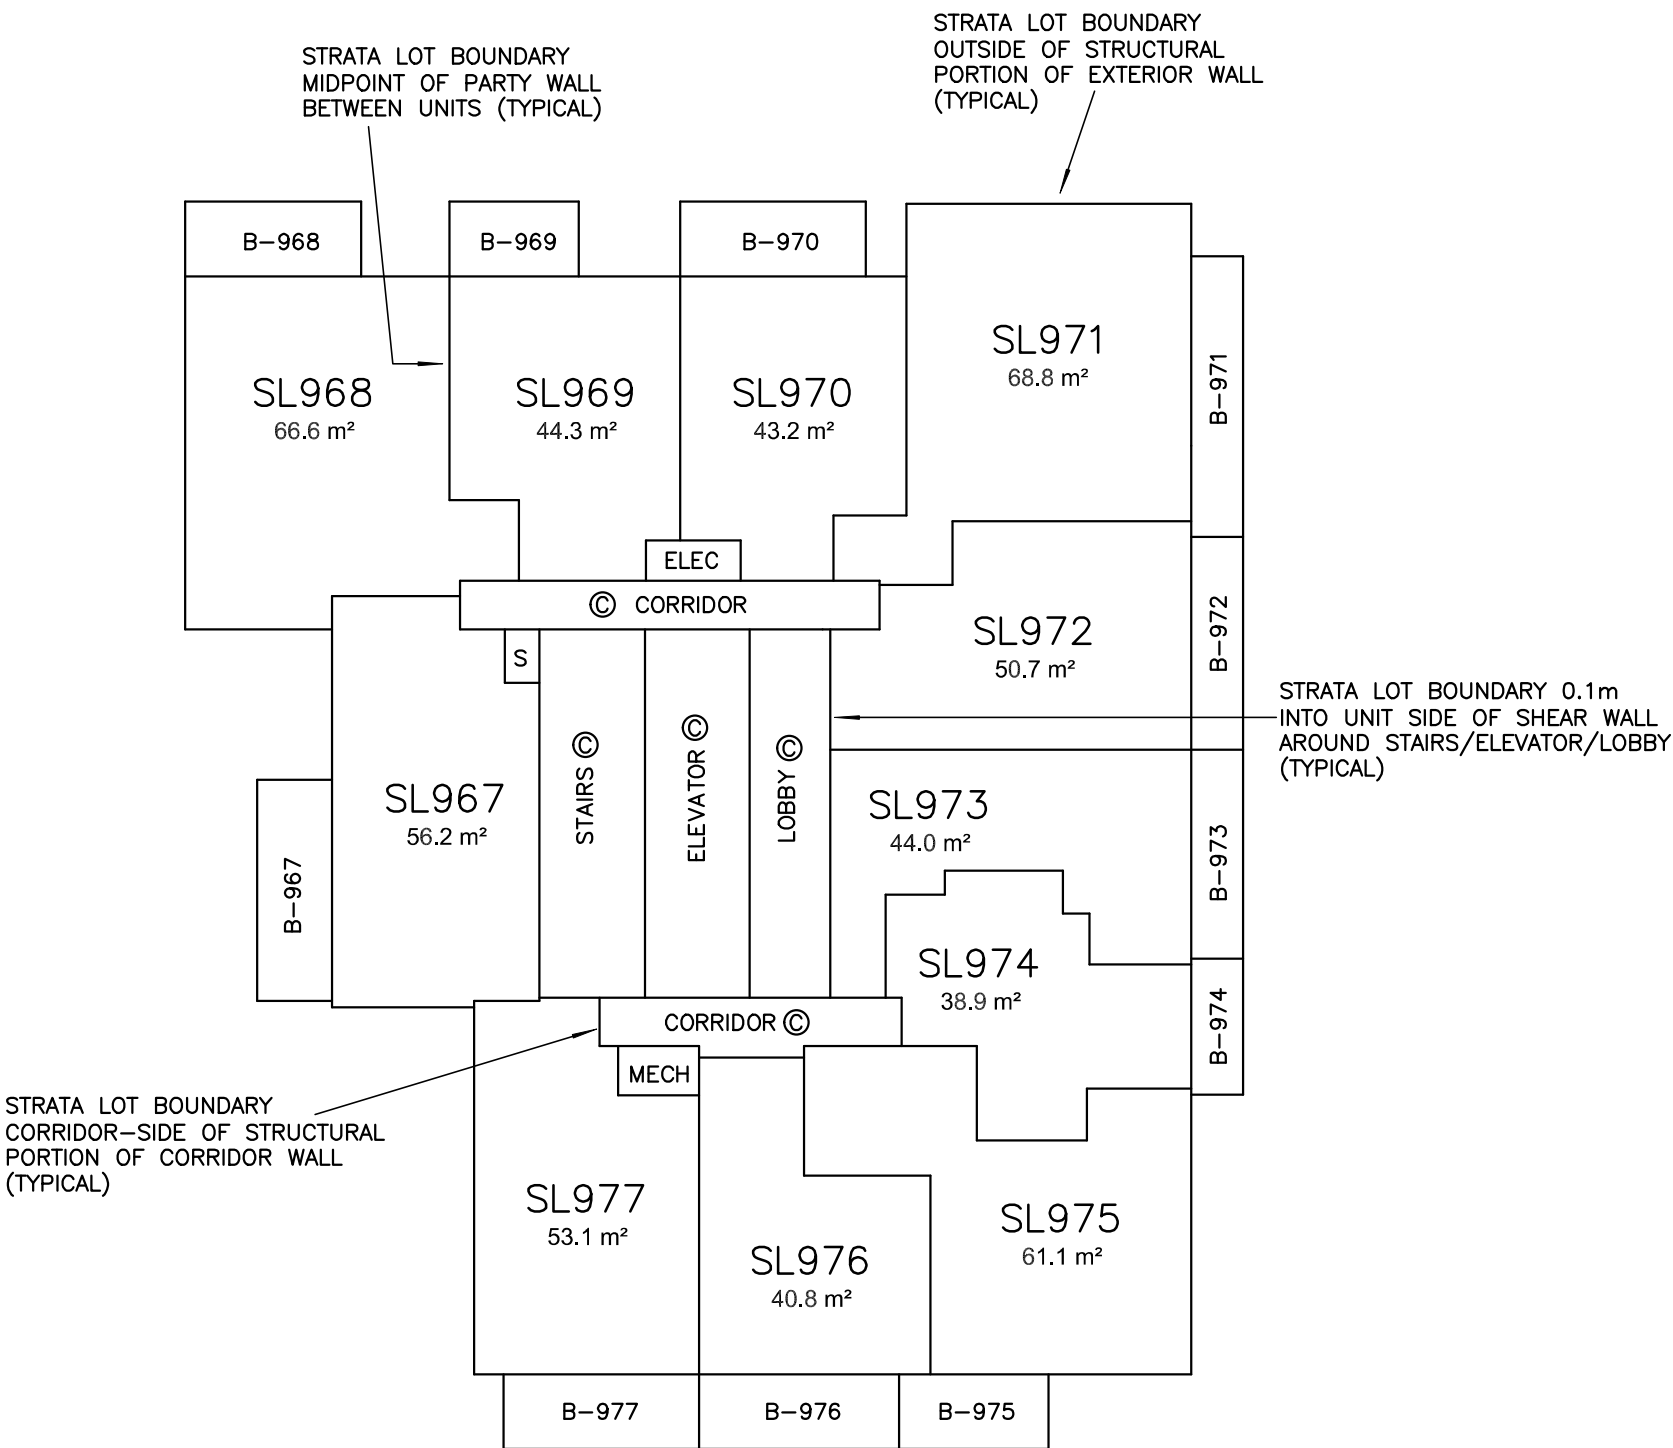 STRATA LOT BOUNDARY
OUTSIDE OF STRUCTURAL
PORTION OF EXTERIOR WALL
(TYPICAL)
STRATA LOT BOUNDARY
MIDPOINT OF PARTY WALL
BETWEEN UNITS (TYPICAL)
B-968
B-969
B-970
SL971
68.8 m²
B-971
SL968
66.6 m²
SL969
44.3 m²
SL970
43.2 m²
ELEC
© CORRIDOR
S
SL972
50.7 m²
B-972
STRATA LOT BOUNDARY 0.1m
INTO UNIT SIDE OF SHEAR WALL
AROUND STAIRS/ELEVATOR/LOBBY
(TYPICAL)
SL967
56.2 m²
B-967
STAIRS ©
ELEVATOR ©
LOBBY ©
SL973
44.0 m²
B-973
SL974
38.9 m²
B-974
CORRIDOR ©
MECH
STRATA LOT BOUNDARY
CORRIDOR-SIDE OF STRUCTURAL
PORTION OF CORRIDOR WALL
(TYPICAL)
SL977
53.1 m²
SL976
40.8 m²
SL975
61.1 m²
B-977
B-976
B-975